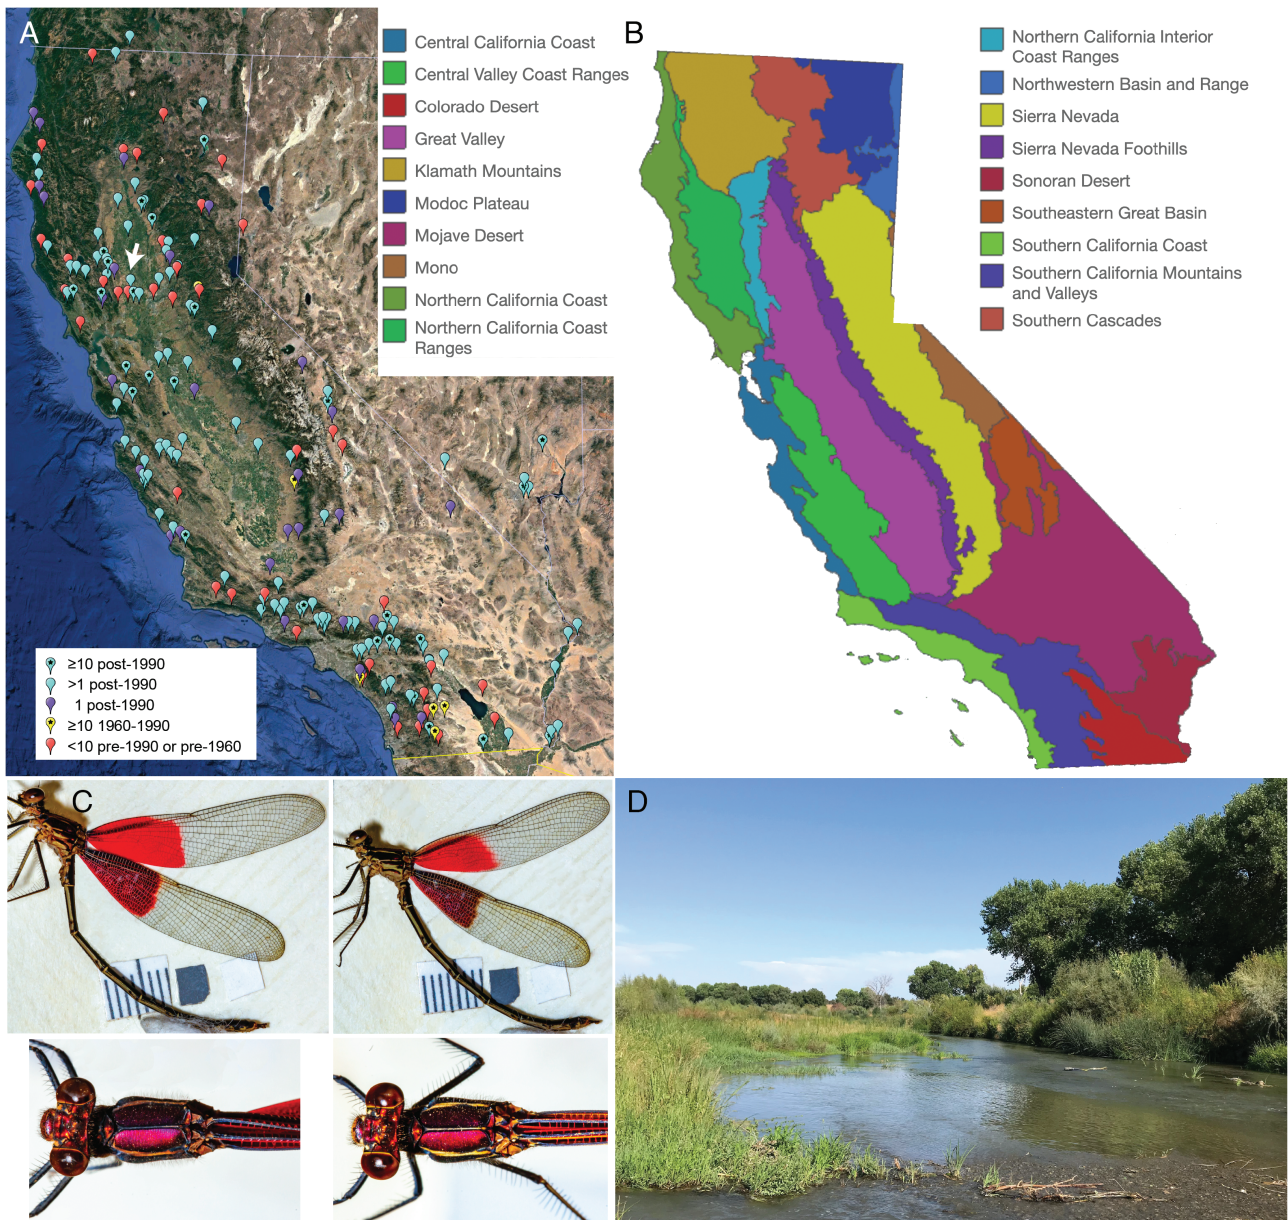 A
Central California Coast
Central Valley Coast Ranges
Colorado Desert
Great Valley
Klamath Mountains
Modoc Plateau
Mojave Desert
Mono
Northern California Coast
Northern California Coast
Ranges
≥10 post-1990
>1 post-1990
1 post-1990
≥10 1960-1990
<10 pre-1990 or pre-1960
B
Northern California Interior
Coast Ranges
Northwestern Basin and Range
Sierra Nevada
Sierra Nevada Foothills
Sonoran Desert
Southeastern Great Basin
Southern California Coast
Southern California Mountains
and Valleys
Southern Cascades
C
D